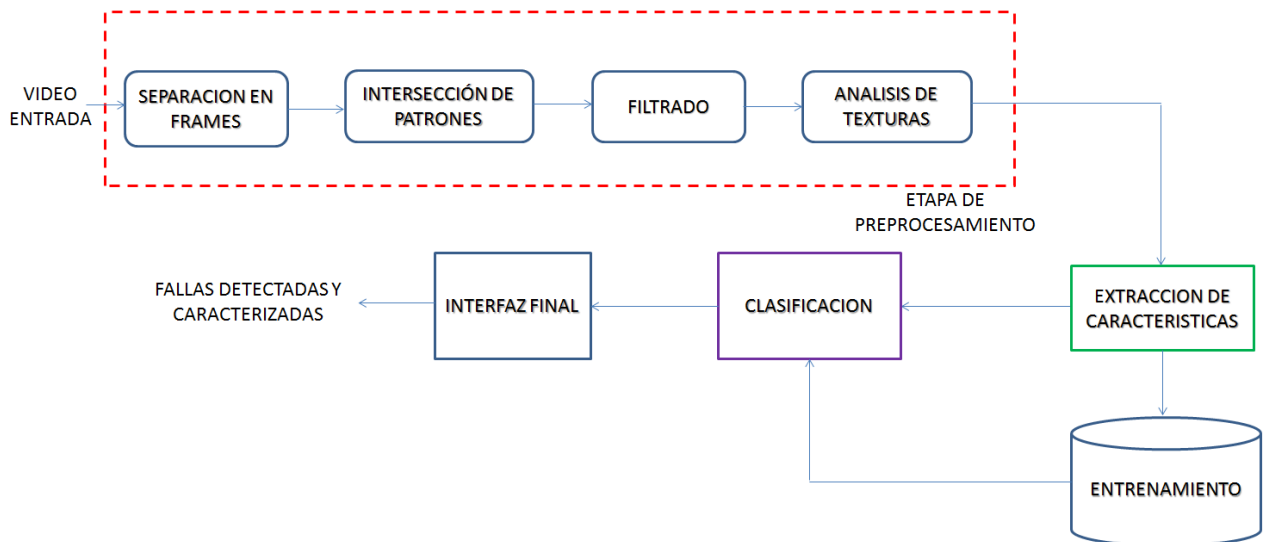 VIDEO
ENTRADA
SEPARACION EN
FRAMES
INTERSECCIÓN DE
PATRONES
FILTRADO
ANALISIS DE
TEXTURAS
ETAPA DE
PREPROCESAMIENTO
FALLAS DETECTADAS Y
CARACTERIZADAS
INTERFAZ FINAL
CLASIFICACION
EXTRACCION DE
CARACTERISTICAS
ENTRENAMIENTO